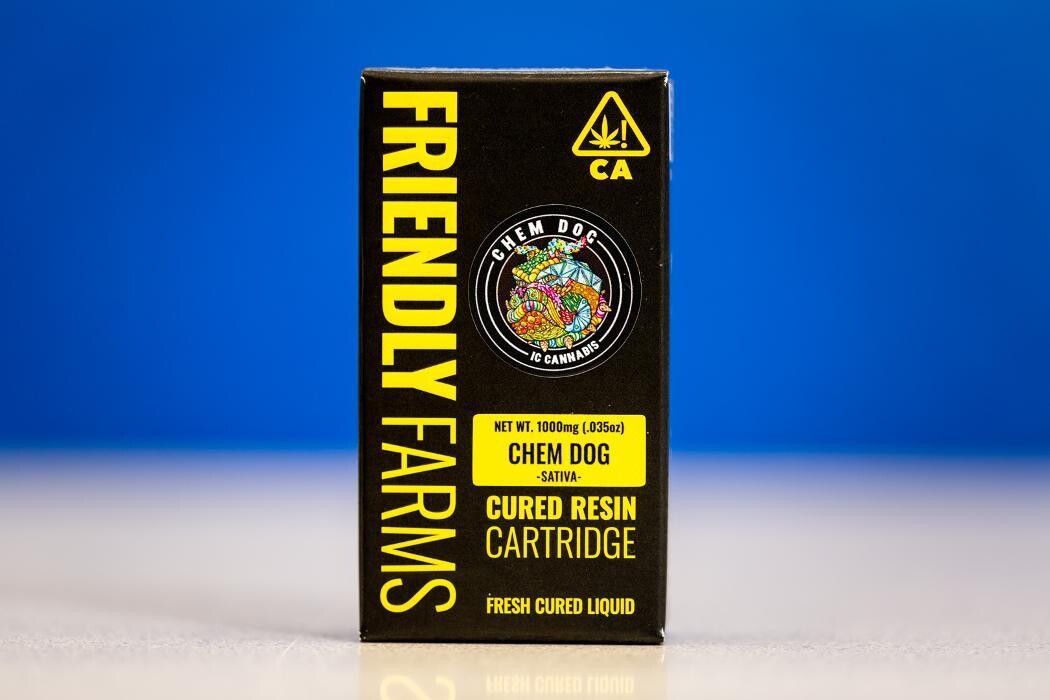 FRIENDLY FARMS
CA
CHEM DOG
IC CANNABIS
NET WT. 1000mg (.035oz)
CHEM DOG
-SATIVA-
CURED RESIN
CARTRIDGE
FRESH CURED LIQUID